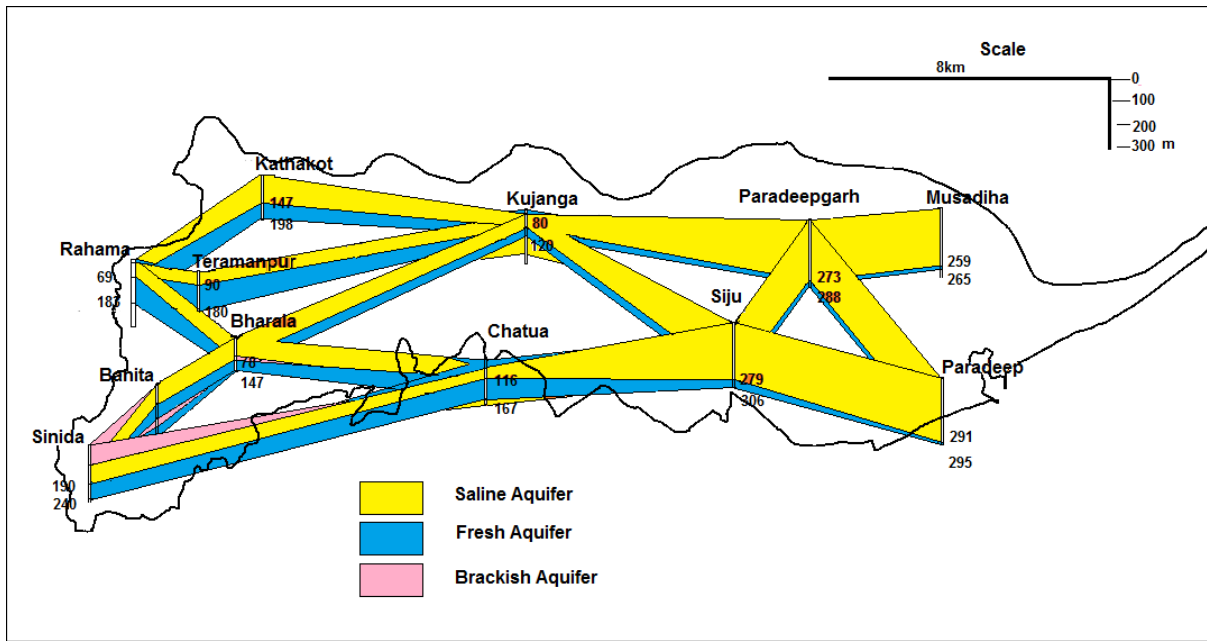 Scale
8km
0
100
200
300 m
Kathakot
147
198
Kujanga
80
120
Paradeepgarh
273
288
Musadiha
259
265
Rahama
69
183
Teramanpur
90
180
Bharala
78
147
Siju
279
306
Chatua
116
167
Bahita
Paradeep
291
295
Sinida
190
240
Saline Aquifer
Fresh Aquifer
Brackish Aquifer